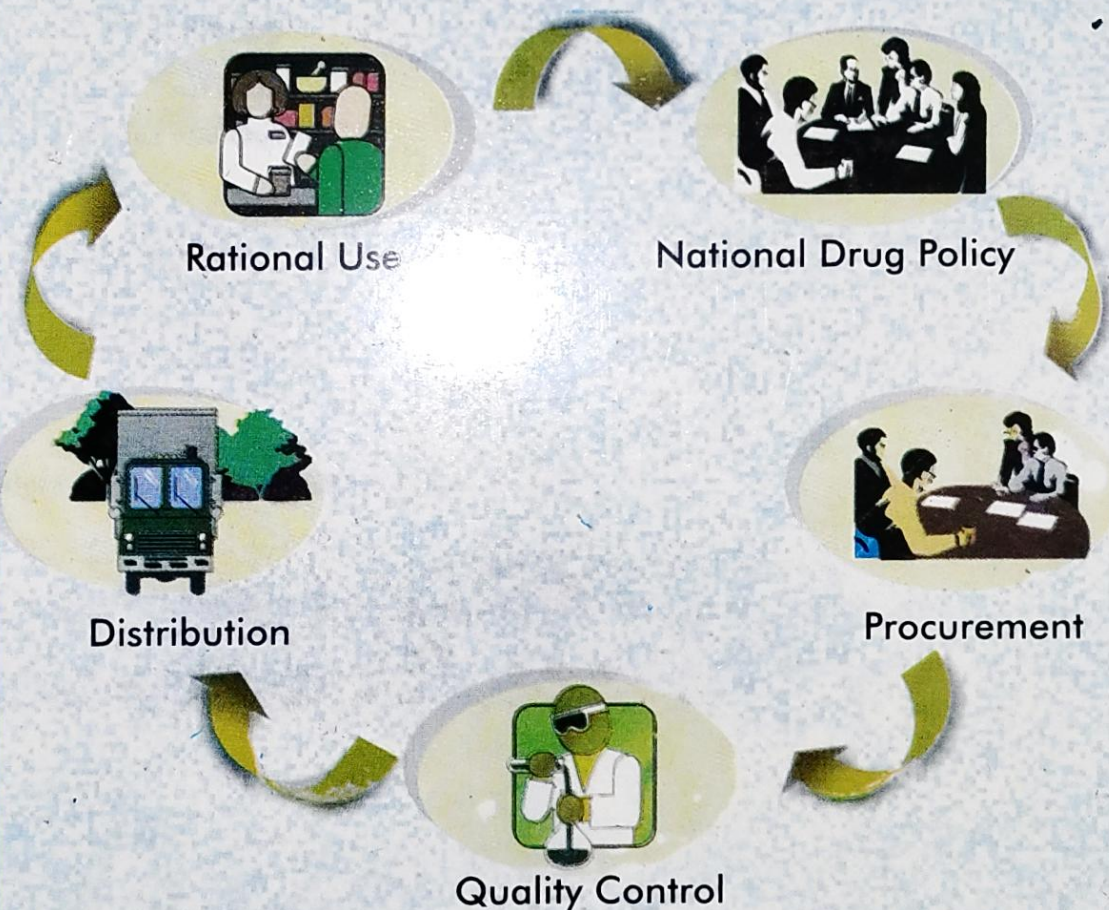 Rational Use
National Drug Policy
Distribution
Procurement
Quality Control